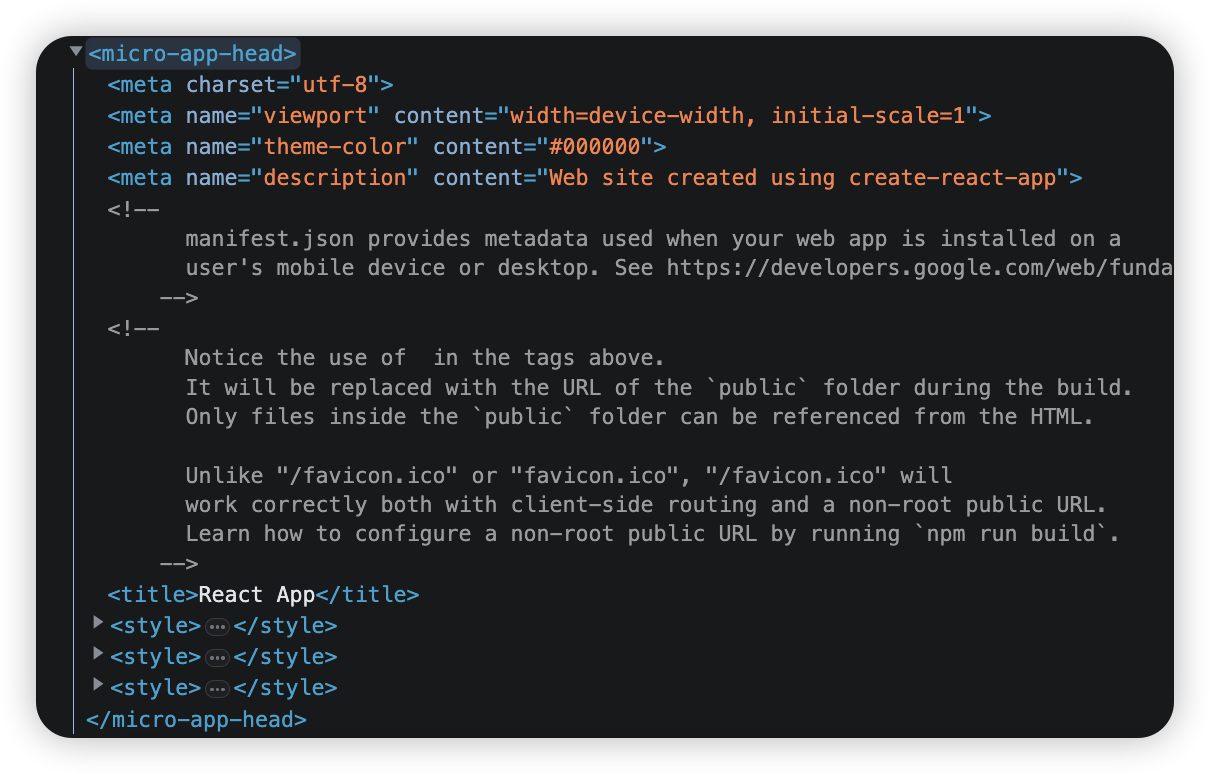 <micro-app-head>
<meta charset="utf-8">
<meta name="viewport" content="width=device-width, initial-scale=1">
<meta name="theme-color" content="#000000">
<meta name="description" content="Web site created using create-react-app">
<!--
manifest.json provides metadata used when your web app is installed on a
user's mobile device or desktop. See https://developers.google.com/web/funda
-->
<!--
Notice the use of  in the tags above.
It will be replaced with the URL of the `public` folder during the build.
Only files inside the `public` folder can be referenced from the HTML.
Unlike "/favicon.ico" or "favicon.ico", "/favicon.ico" will
work correctly both with client-side routing and a non-root public URL.
Learn how to configure a non-root public URL by running `npm run build`.
-->
<title>React App</title>
<style>…</style>
<style>…</style>
<style>…</style>
</micro-app-head>